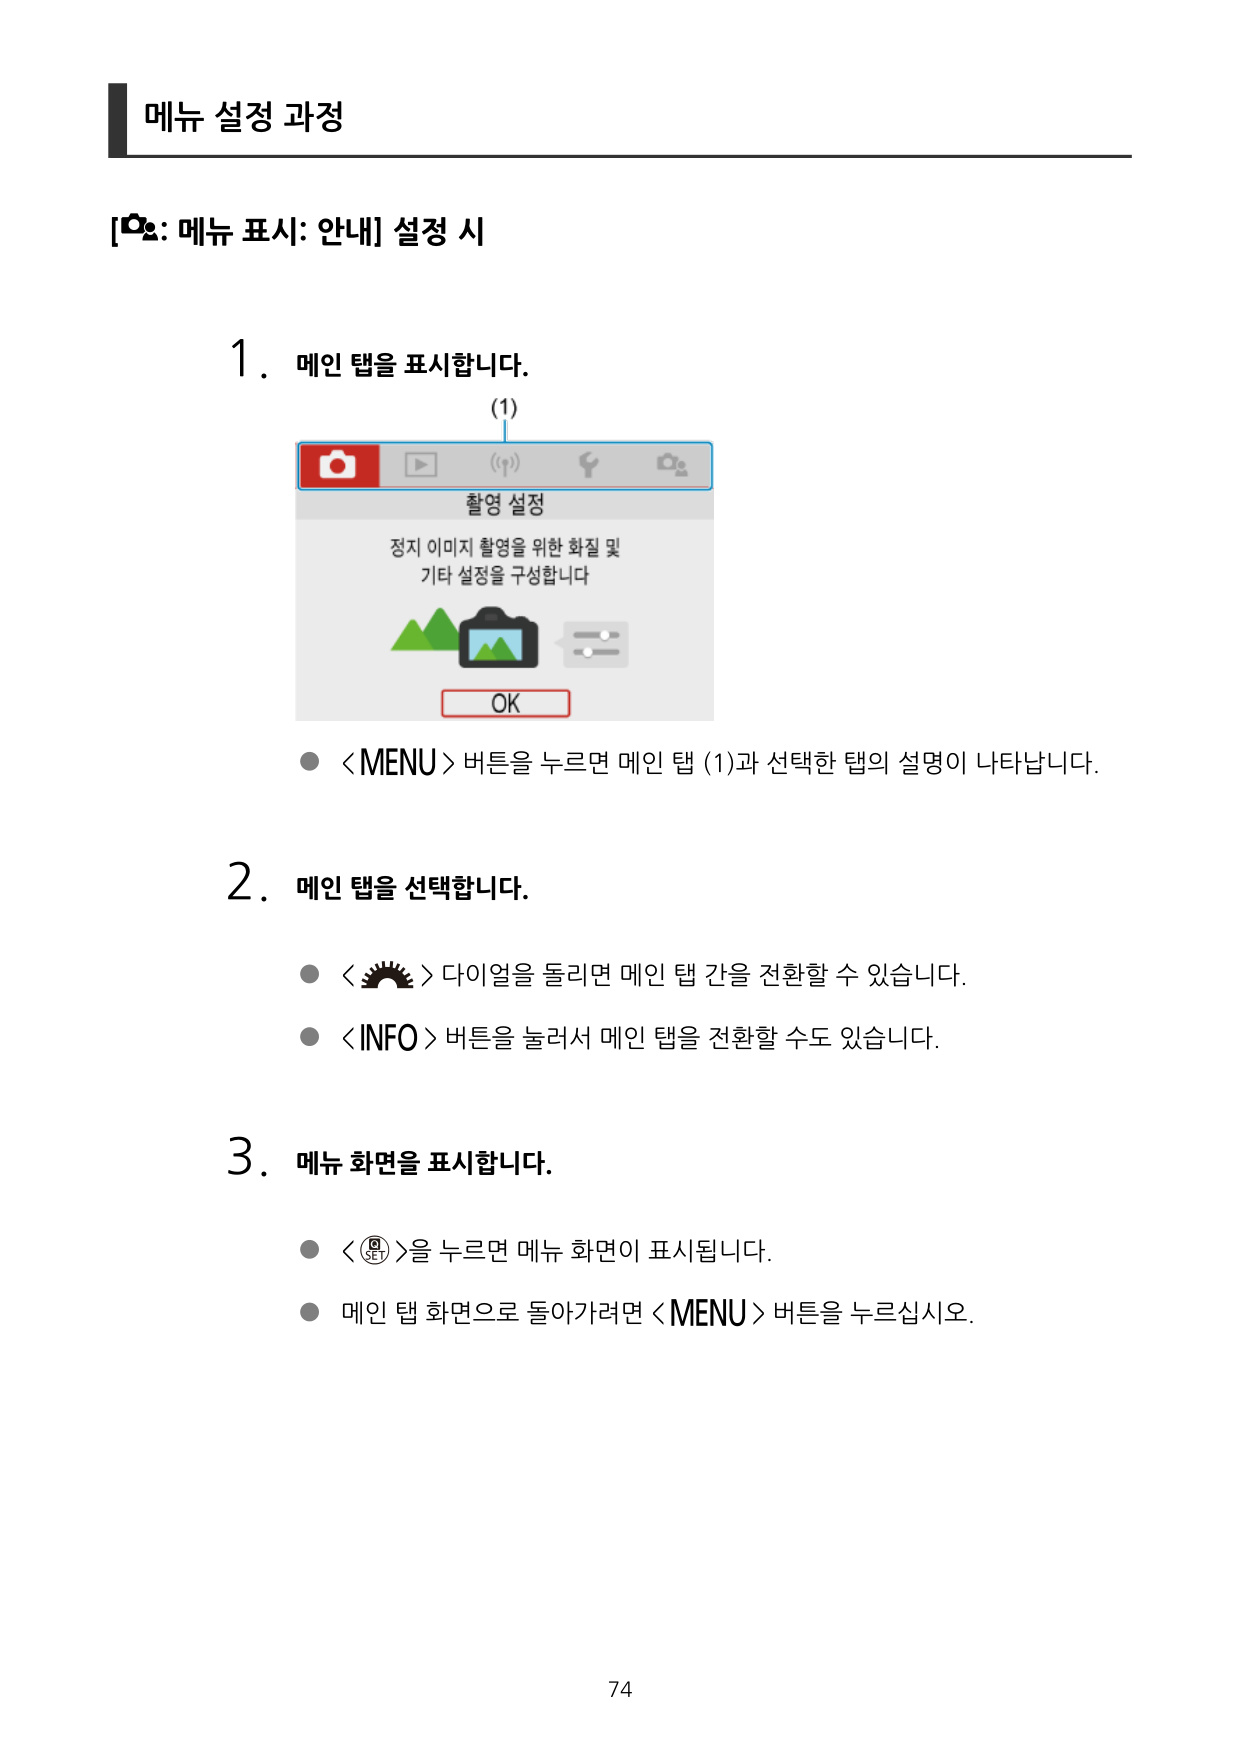 메뉴 설정 과정
[: 메뉴 표시: 안내] 설정 시
1. 메인 탭을 표시합니다.
(1)
촬영 설정
정지 이미지 촬영을 위한 화질 및
기타 설정을 구성합니다
OK
● <MENU> 버튼을 누르면 메인 탭 (1)과 선택한 탭의 설명이 나타납니다.
2. 메인 탭을 선택합니다.
● < > 다이얼을 돌리면 메인 탭 간을 전환할 수 있습니다.
● <INFO> 버튼을 눌러서 메인 탭을 전환할 수도 있습니다.
3. 메뉴 화면을 표시합니다.
● <Q SET>을 누르면 메뉴 화면이 표시됩니다.
● 메인 탭 화면으로 돌아가려면 <MENU> 버튼을 누르십시오.
74